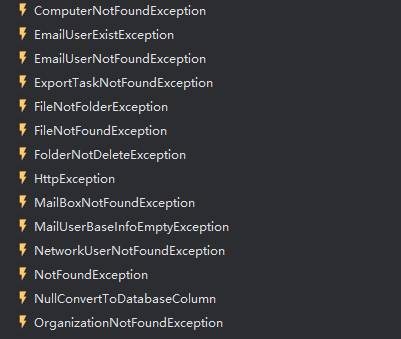 ComputerNotFoundException
EmailUserExistException
EmailUserNotFoundException
ExportTaskNotFoundException
FileNotFolderException
FileNotFoundException
FolderNotDeleteException
HttpException
MailBoxNotFoundException
MailUserBaseInfoEmptyException
NetworkUserNotFoundException
NotFoundException
NullConvertToDatabaseColumn
OrganizationNotFoundException